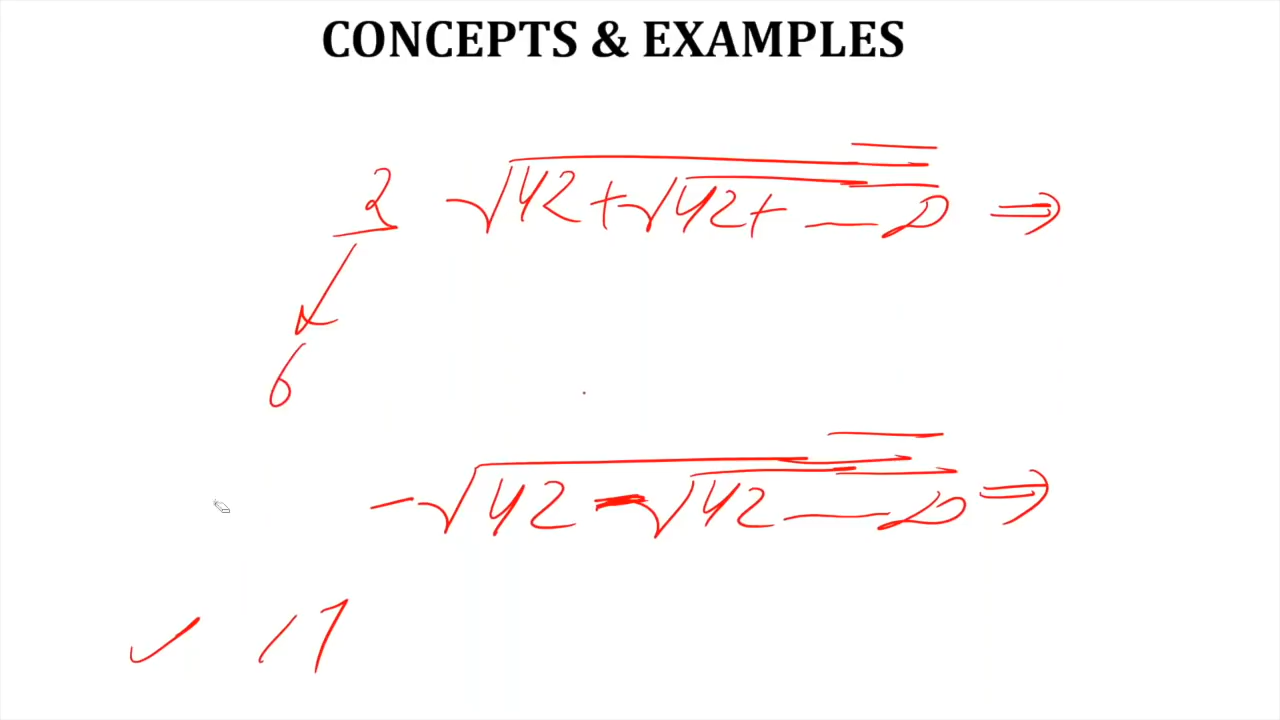 CONCEPTS & EXAMPLES
2 √42+√42+ — ∞ ⇒
6
-√42-√42 — ∞ ⇒
✓ / 7